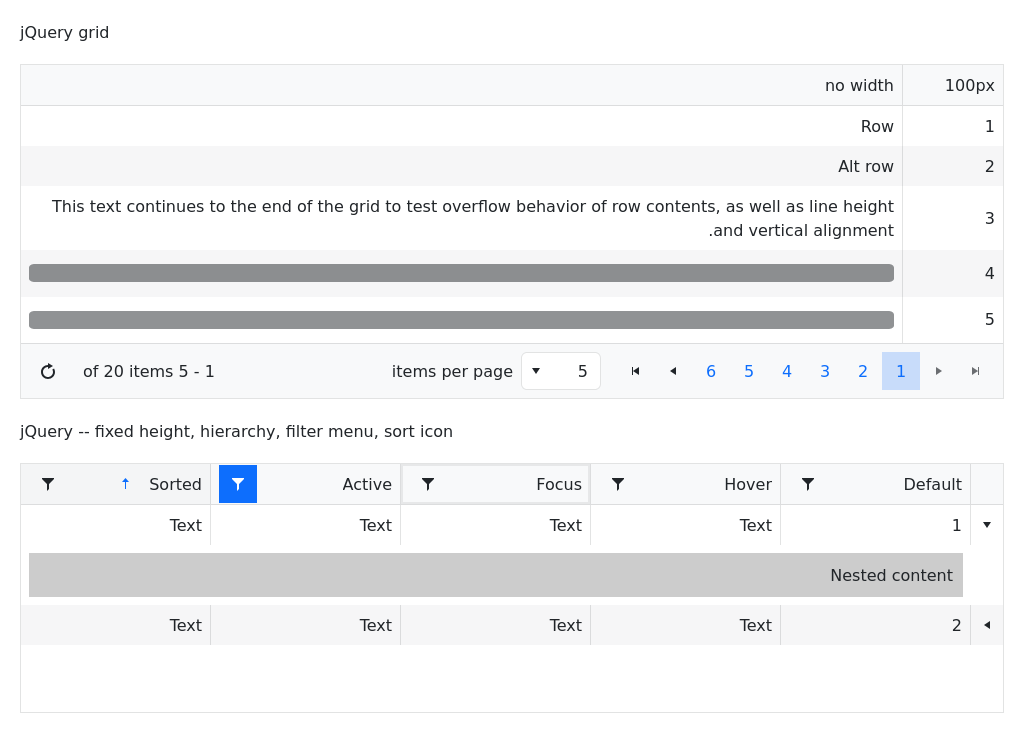 jQuery grid
no width 100px
Row 1
Alt row 2
This text continues to the end of the grid to test overflow behavior of row contents, as well as line height
.and vertical alignment
3
4
5
of 20 items 5 - 1 items per page 5 6 5 4 3 2 1
jQuery -- fixed height, hierarchy, filter menu, sort icon
Sorted Active Focus Hover Default
Text Text Text Text 1
Nested content
Text Text Text Text 2